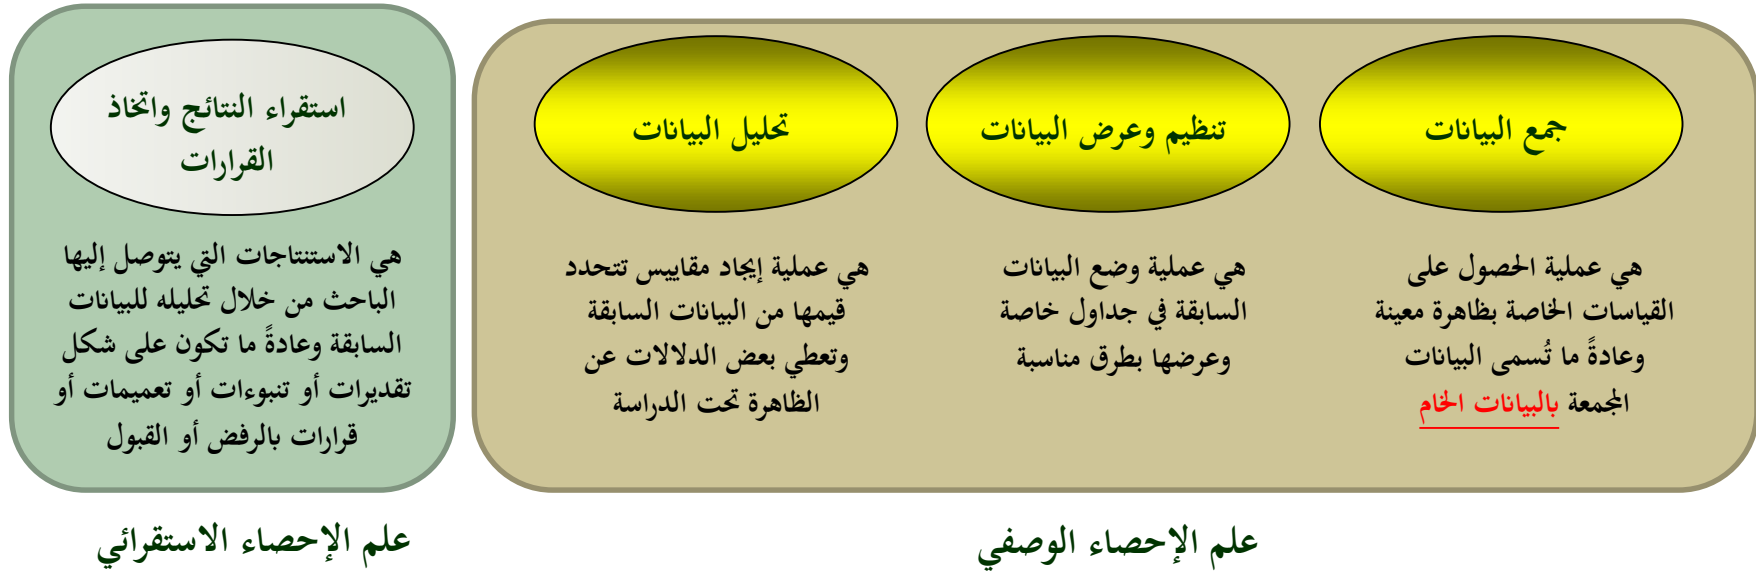 جمع البيانات
هي عملية الحصول على
القياسات الخاصة بظاهرة معينة
وعادةً ما تُسمى البيانات
المجمعة بالبيانات الخام
تنظيم وعرض البيانات
هي عملية وضع البيانات
السابقة في جداول خاصة
وعرضها بطرق مناسبة
تحليل البيانات
هي عملية إيجاد مقاييس تتحدد
قيمها من البيانات السابقة
وتعطي بعض الدلالات عن
الظاهرة تحت الدراسة
علم الإحصاء الوصفي
استقراء النتائج واتخاذ
القرارات
هي الاستنتاجات التي يتوصل إليها
الباحث من خلال تحليله للبيانات
السابقة وعادةً ما تكون على شكل
تقديرات أو تنبوءات أو تعميمات أو
قرارات بالرفض أو القبول
علم الإحصاء الاستقرائي